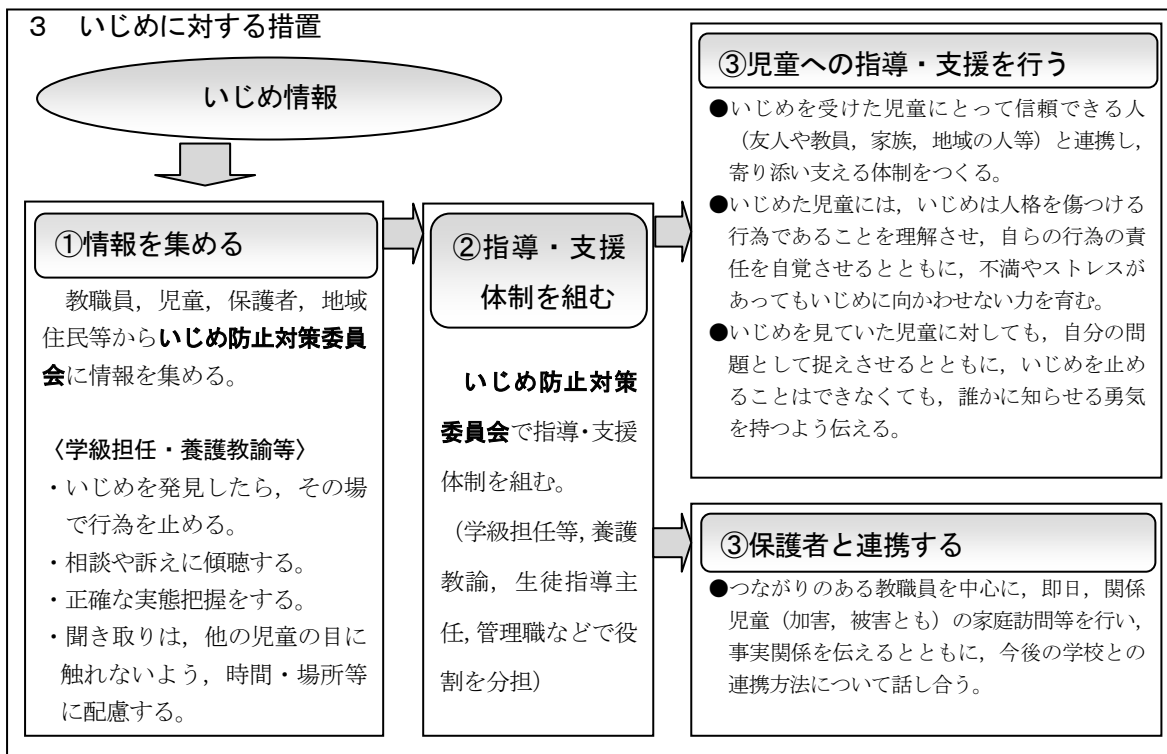 ３　いじめに対する措置
いじめ情報
①情報を集める
教職員，児童，保護者，地域
住民等からいじめ防止対策委員
会に情報を集める。
〈学級担任・養護教諭等〉
・いじめを発見したら，その場
で行為を止める。
・相談や訴えに傾聴する。
・正確な実態把握をする。
・聞き取りは，他の児童の目に
触れないよう，時間・場所等
に配慮する。
②指導・支援
体制を組む
いじめ防止対策
委員会で指導・支援
体制を組む。
（学級担任等，養護
教諭，生徒指導主
任，管理職などで役
割を分担）
③児童への指導・支援を行う
●いじめを受けた児童にとって信頼できる人
（友人や教員，家族，地域の人等）と連携し，
寄り添い支える体制をつくる。
●いじめた児童には，いじめは人格を傷つける
行為であることを理解させ，自らの行為の責
任を自覚させるとともに，不満やストレスが
あってもいじめに向かわせない力を育む。
●いじめを見ていた児童に対しても，自分の問
題として捉えさせるとともに，いじめを止め
ることはできなくても，誰かに知らせる勇気
を持つよう伝える。
③保護者と連携する
●つながりのある教職員を中心に，即日，関係
児童（加害，被害とも）の家庭訪問等を行い，
事実関係を伝えるとともに，今後の学校との
連携方法について話し合う。